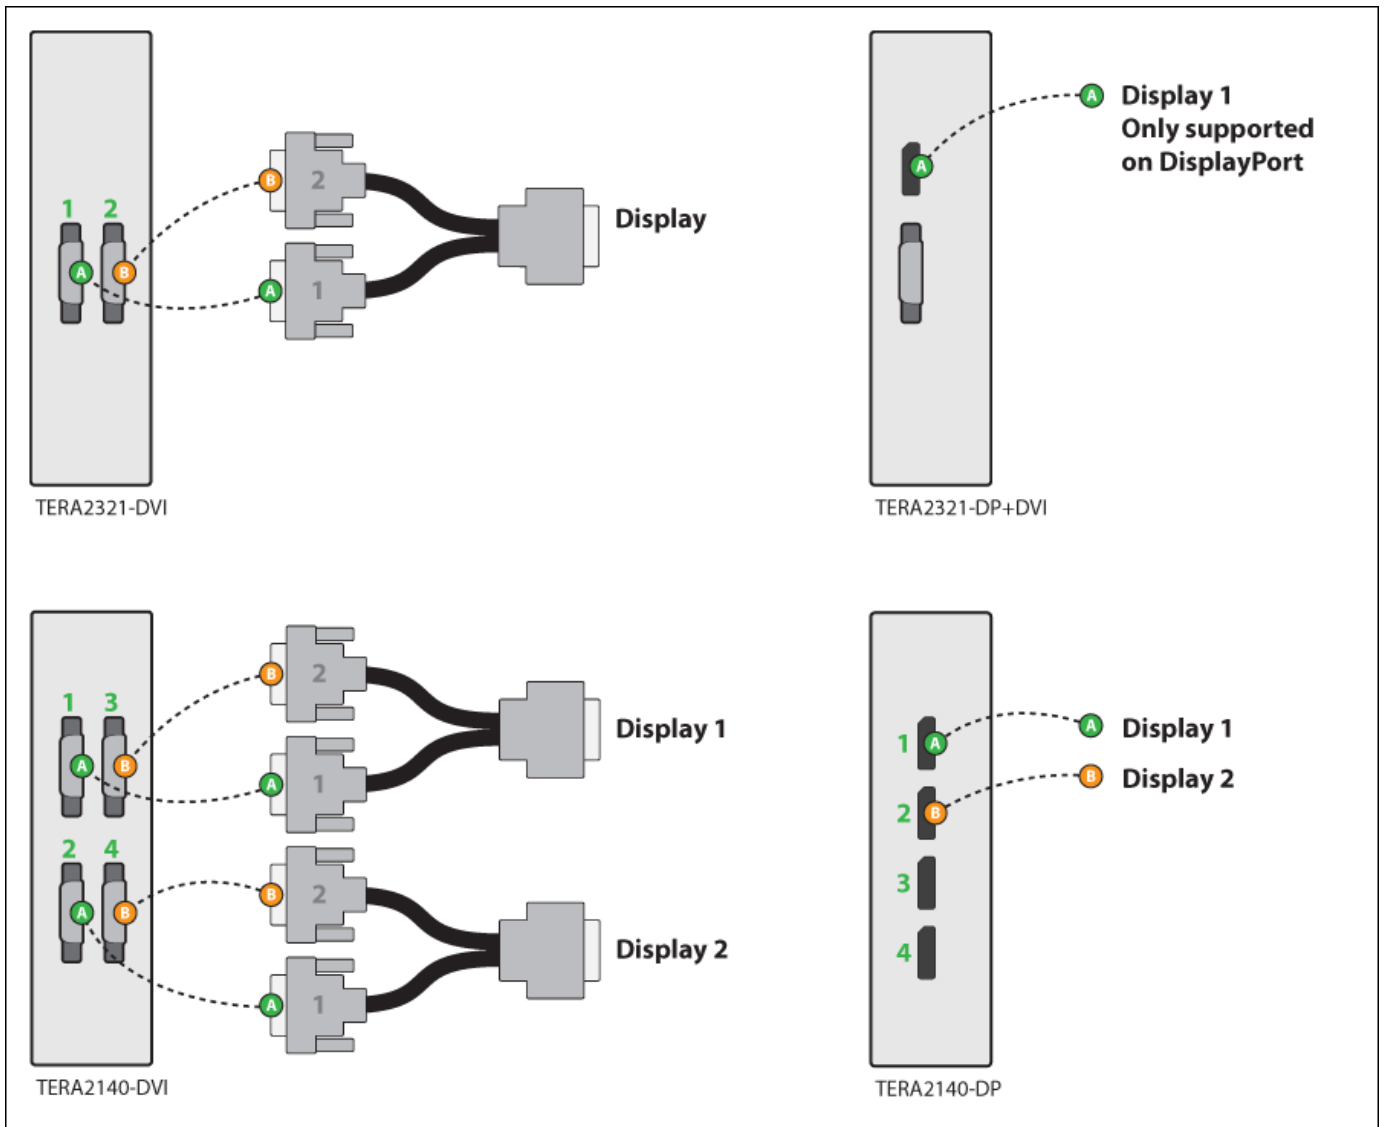 1 2
A B
B 2
A 1
Display
TERA2321-DVI
A
A Display 1
Only supported
on DisplayPort
TERA2321-DP+DVI
1 3
A B
2 4
A B
B 2
A 1
Display 1
B 2
A 1
Display 2
TERA2140-DVI
1 A
2 B
3
4
A Display 1
B Display 2
TERA2140-DP